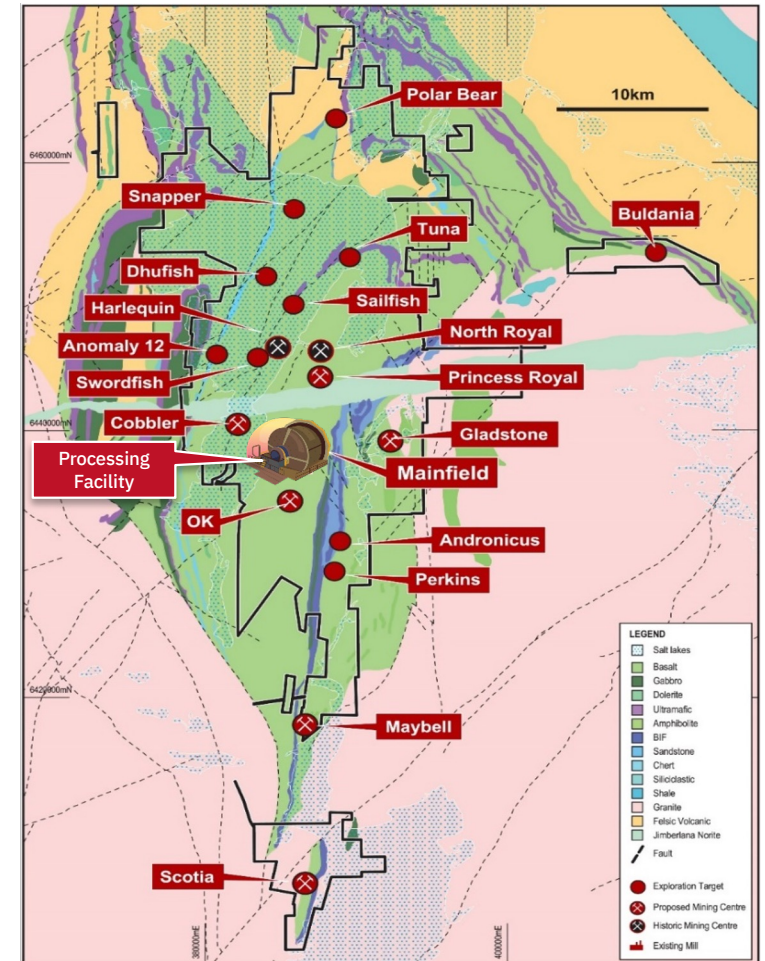 Polar Bear
10km
6460000mN
Snapper
Buldania
Tuna
Dhufish
Sailfish
Harlequin
North Royal
Anomaly 12
Swordfish
Princess Royal
Cobbler
6440000mN
Gladstone
Processing
Facility
Mainfield
OK
Andronicus
Perkins
LEGEND
Salt lakes
Basalt
Gabbro
Dolerite
Ultramafic
Amphibolite
BIF
Sandstone
Chert
Siliciclastic
Shale
Granite
Felsic Volcanic
Jimberlana Norite
Fault
Exploration Target
Proposed Mining Centre
Historic Mining Centre
Existing Mill
6420000mN
Maybell
Scotia
380000mE
400000mE